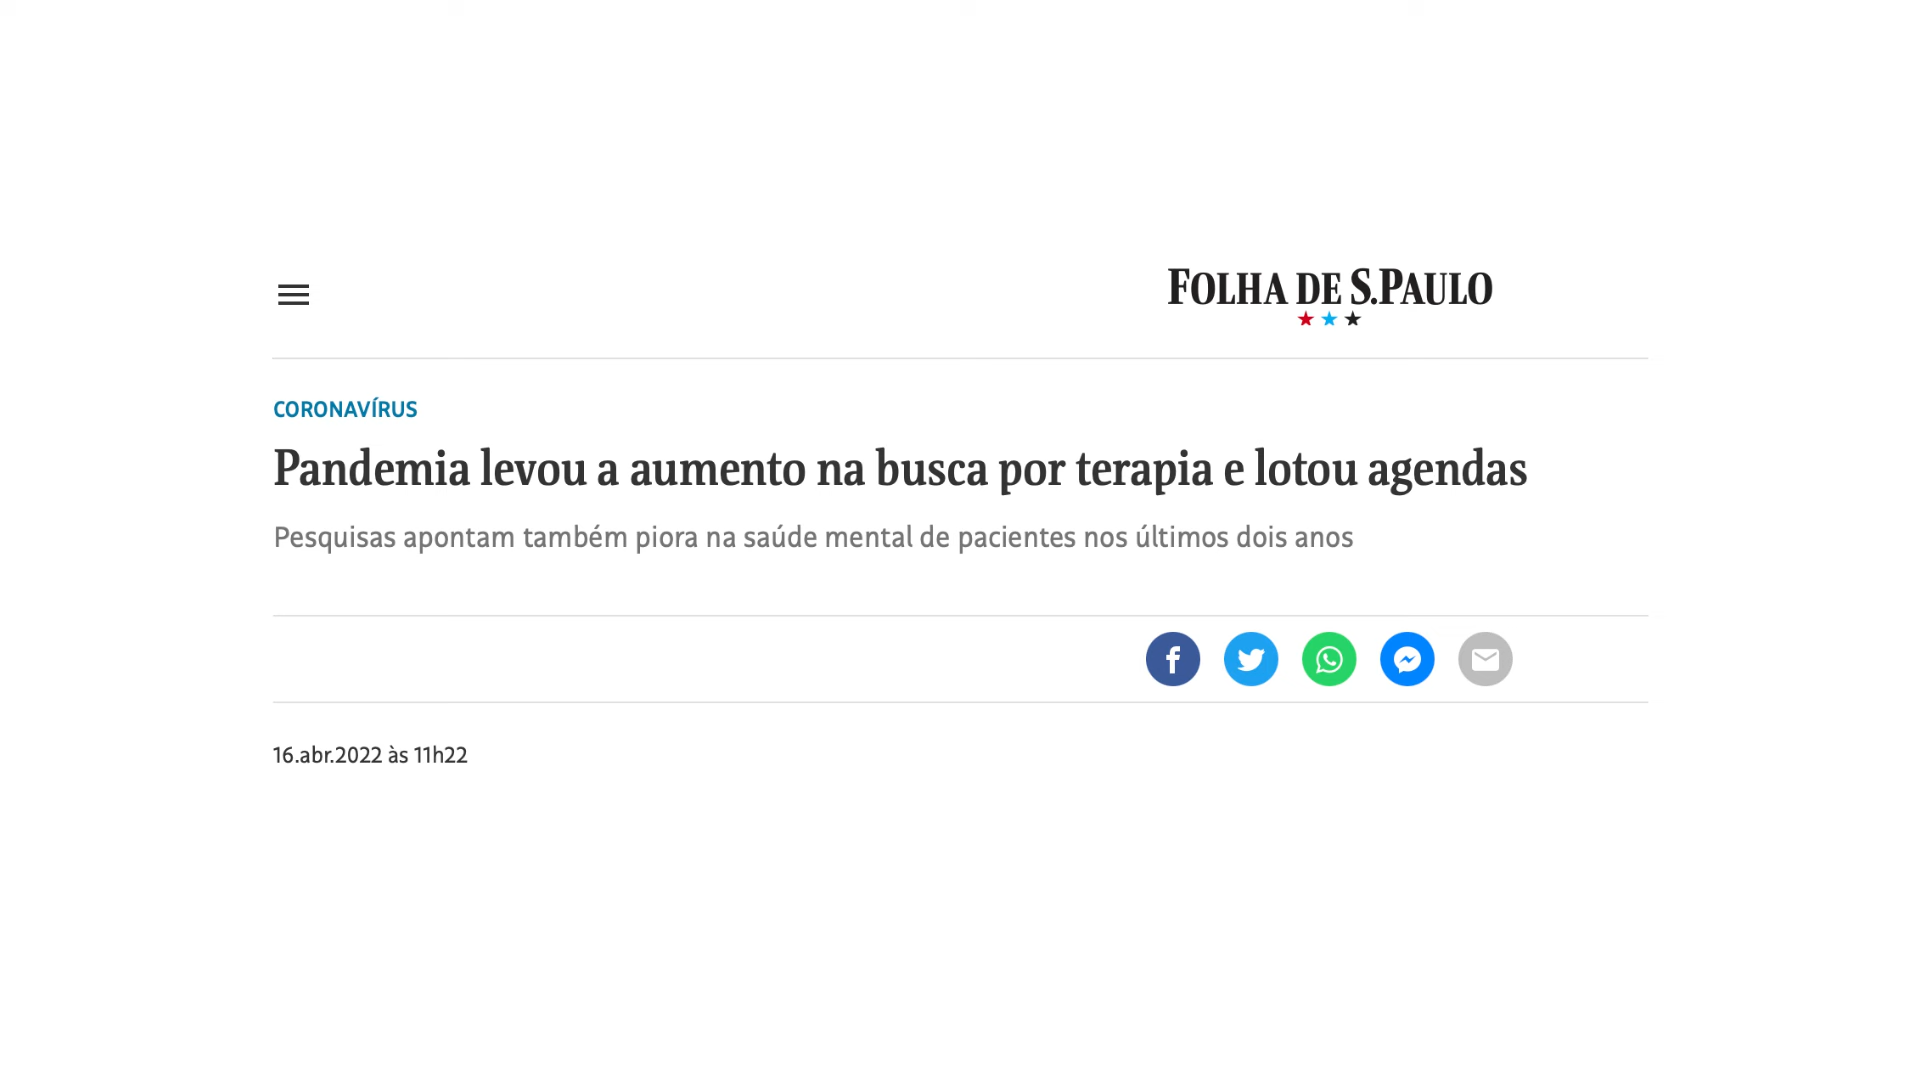 FOLHA DE S.PAULO
CORONAVÍRUS
Pandemia levou a aumento na busca por terapia e lotou agendas
Pesquisas apontam também piora na saúde mental de pacientes nos últimos dois anos
16.abr.2022 às 11h22